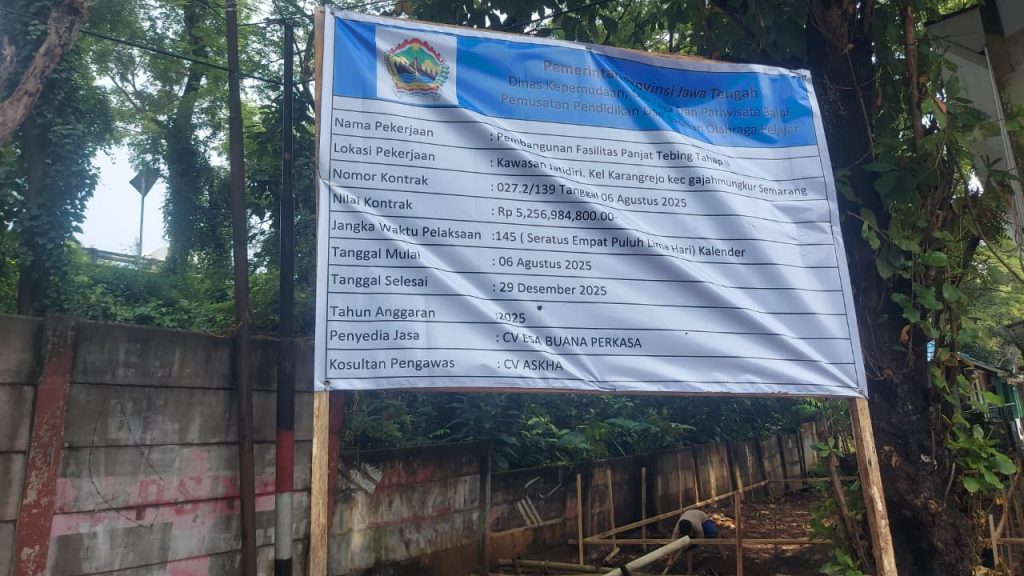 Pemerintah Provinsi Jawa Tengah
Dinas Kepemudaan, Dan Pariwisata Balai
Pemusatan Pendidikan Olahraga Pelajar
Nama Pekerjaan : Pembangunan Fasilitas Panjat Tebing Tahap II
Lokasi Pekerjaan : Kawasan Jatidiri, Kel Karangrejo kec gajahmungkur Semarang
Nomor Kontrak : 027.2/139 Tanggal 06 Agustus 2025
Nilai Kontrak : Rp 5,256,984,800.00-
Jangka Waktu Pelaksaan :145 ( Seratus Empat Puluh Lima Hari) Kalender
Tanggal Mulai : 06 Agustus 2025
Tanggal Selesai : 29 Desember 2025
Tahun Anggaran :2025
Penyedia Jasa : CV ESA BUANA PERKASA
Kosultan Pengawas : CV ASKHA